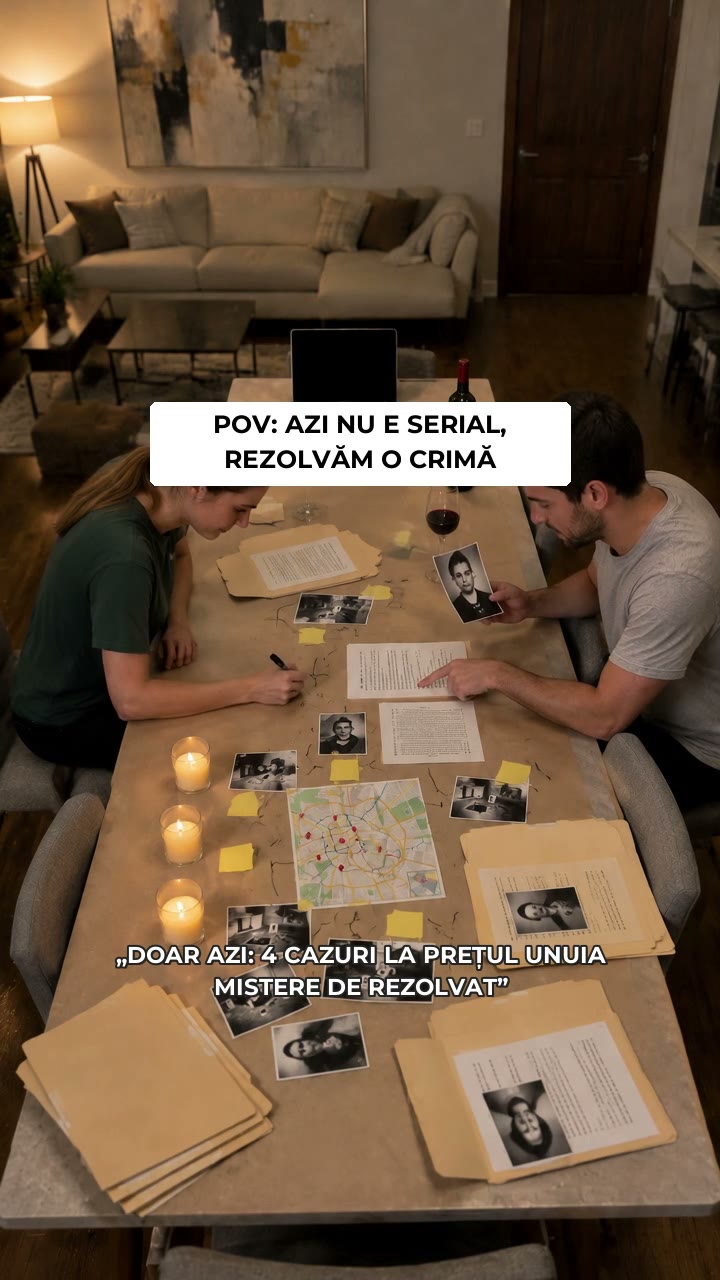 POV: AZI NU E SERIAL,
REZOLVĂM O CRIMĂ
„DOAR AZI: 4 CAZURI LA PREȚUL UNUIA
MISTERE DE REZOLVAT”